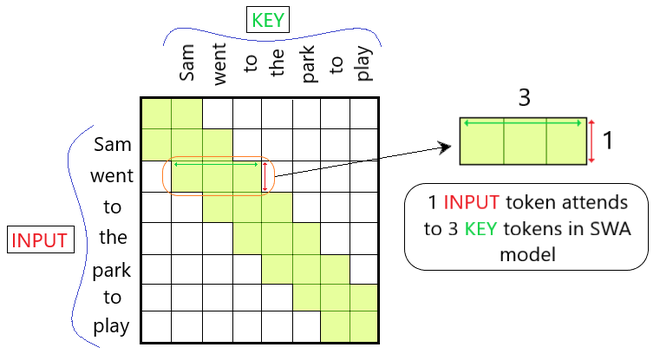 KEY
Sam went to the park to play
3
1
Sam
went
to
the
park
to
play
INPUT
1 INPUT token attends
to 3 KEY tokens in SWA
model